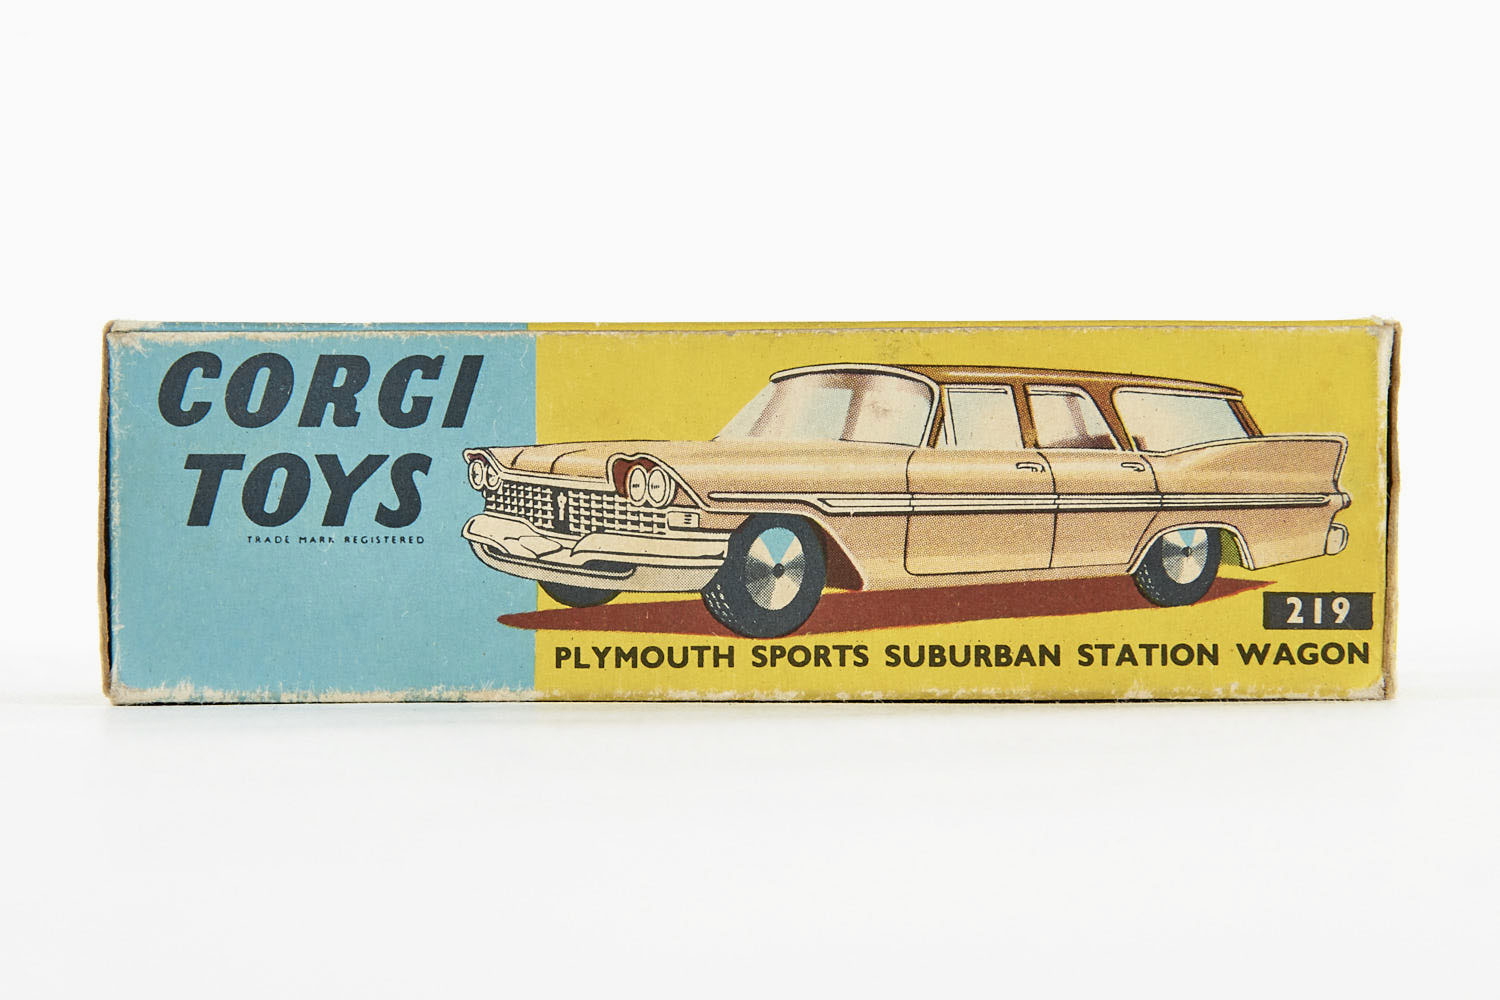 CORGI
TOYS
TRADE MARK REGISTERED
219
PLYMOUTH SPORTS SUBURBAN STATION WAGON